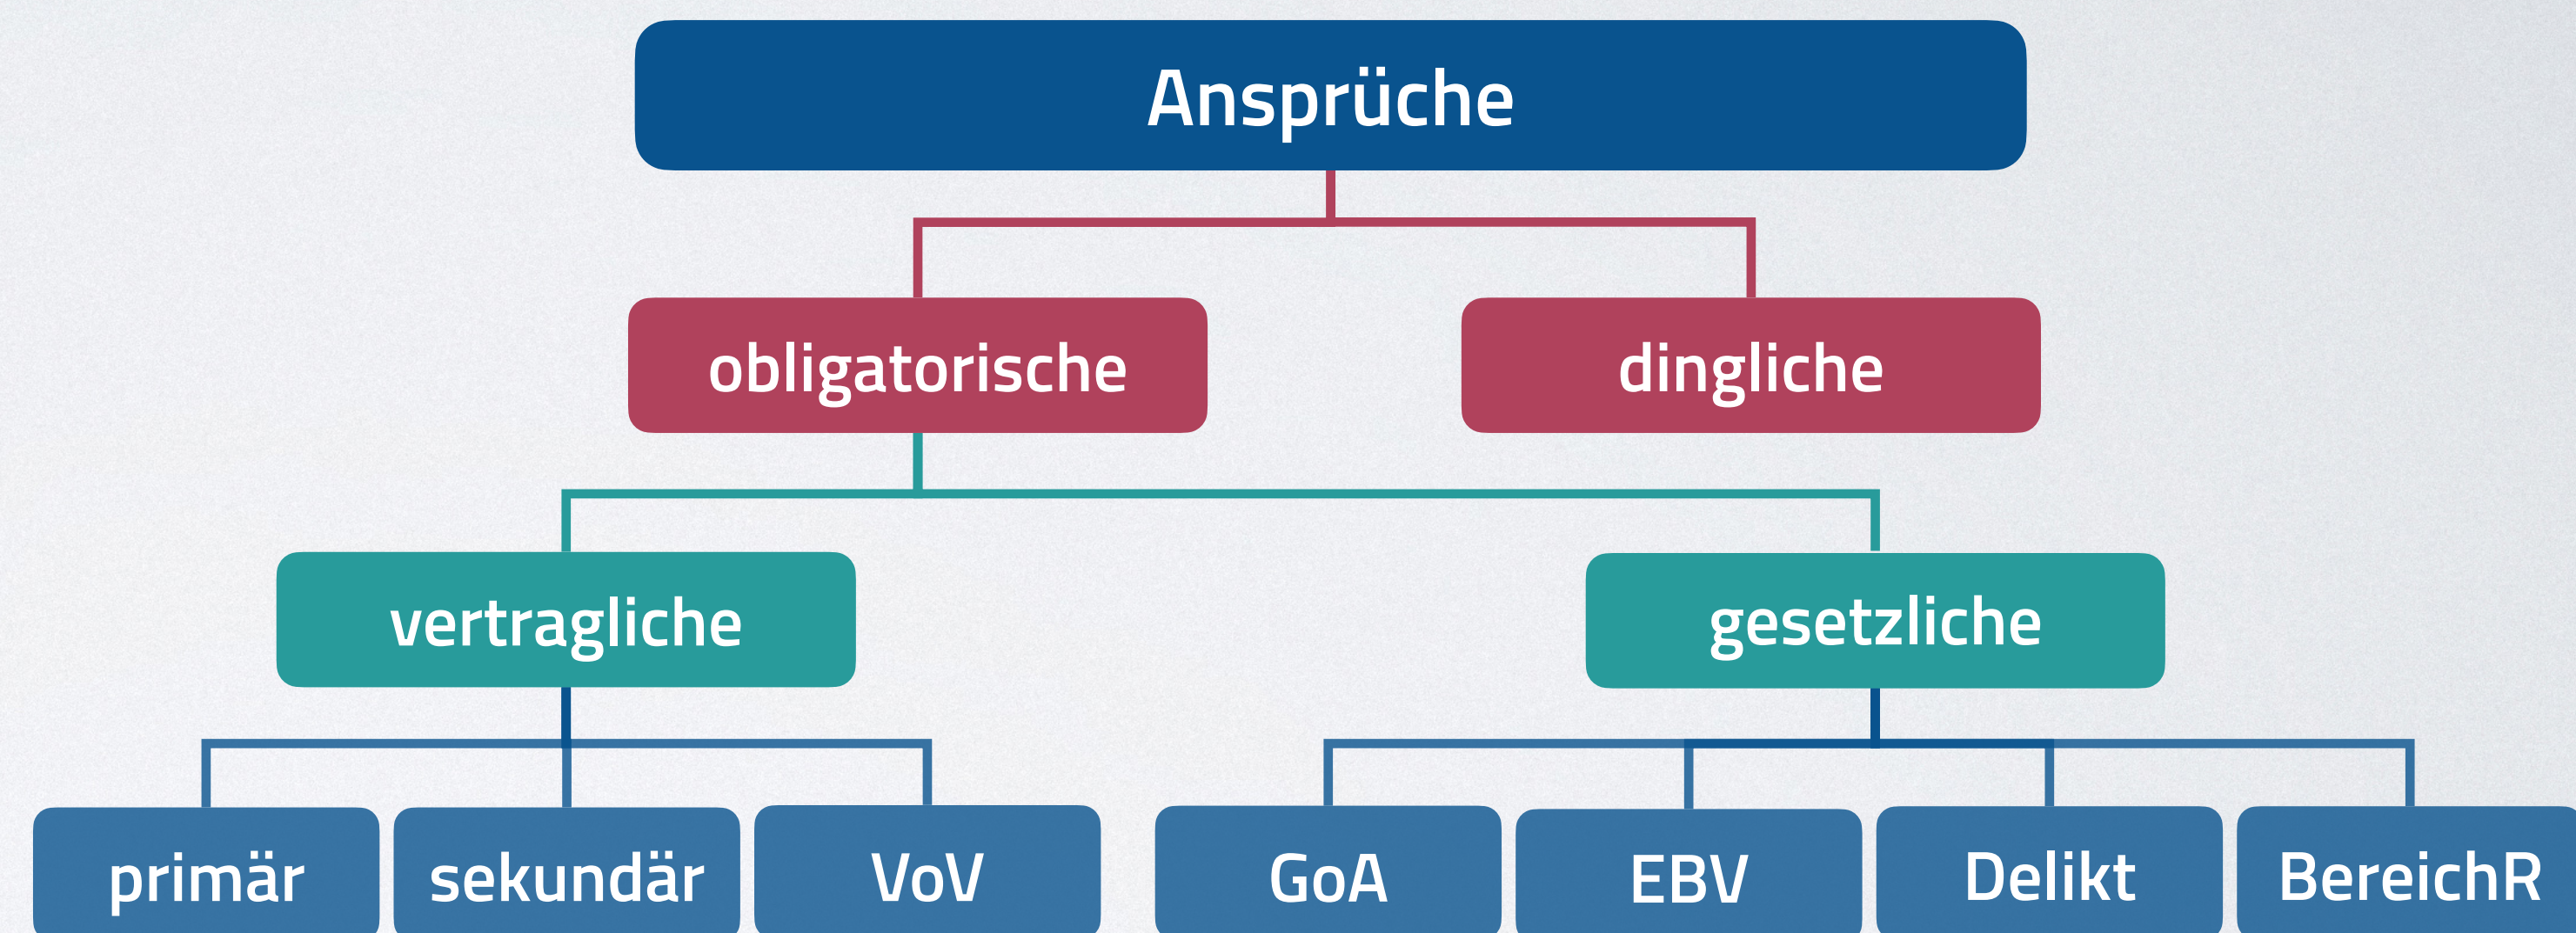 Ansprüche
obligatorische
dingliche
vertragliche
gesetzliche
primär
sekundär
VoV
GoA
EBV
Delikt
BereichR